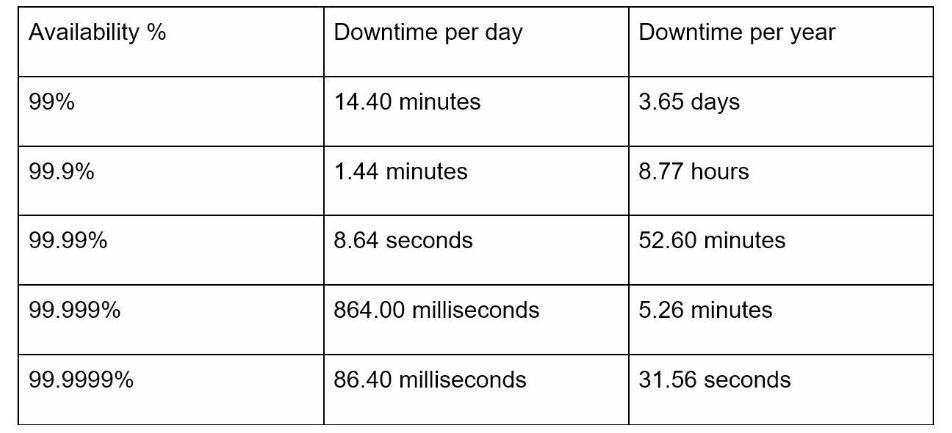 Availability % Downtime per day Downtime per year
99% 14.40 minutes 3.65 days
99.9% 1.44 minutes 8.77 hours
99.99% 8.64 seconds 52.60 minutes
99.999% 864.00 milliseconds 5.26 minutes
99.9999% 86.40 milliseconds 31.56 seconds